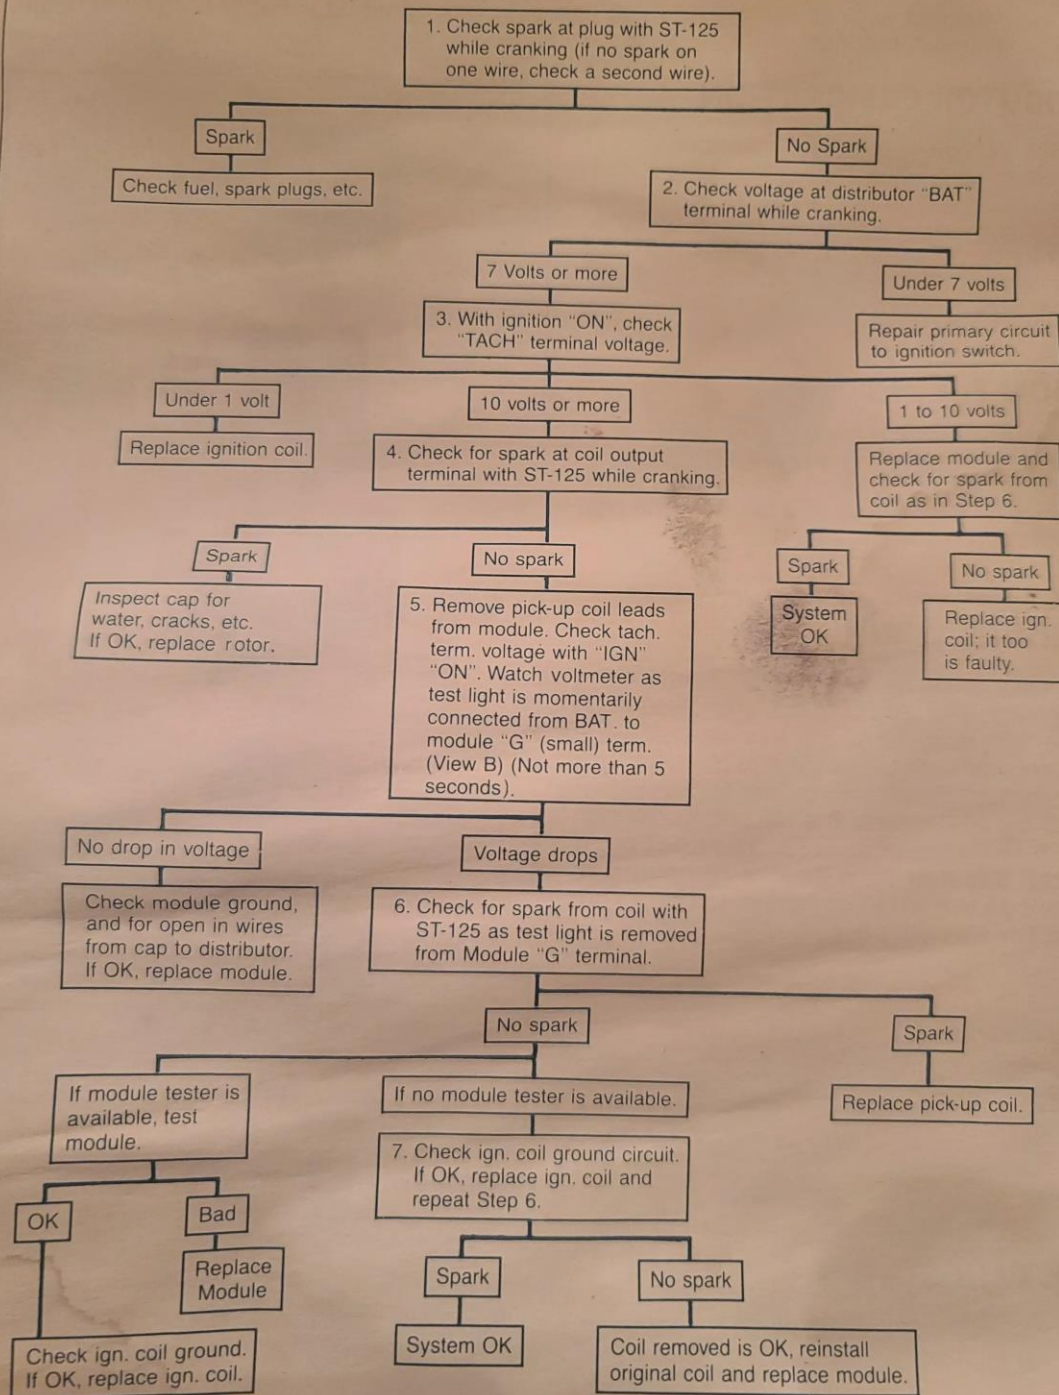 1. Check spark at plug with ST-125
while cranking (if no spark on
one wire, check a second wire).
Spark
No Spark
Check fuel, spark plugs, etc.
2. Check voltage at distributor “BAT”
terminal while cranking.
7 Volts or more
Under 7 volts
3. With ignition “ON”, check
“TACH” terminal voltage.
Repair primary circuit
to ignition switch.
Under 1 volt
10 volts or more
1 to 10 volts
Replace ignition coil.
4. Check for spark at coil output
terminal with ST-125 while cranking.
Replace module and
check for spark from
coil as in Step 6.
Spark
No spark
Spark
No spark
Inspect cap for
water, cracks, etc.
If OK, replace rotor.
5. Remove pick-up coil leads
from module. Check tach.
term. voltage with “IGN”
“ON”. Watch voltmeter as
test light is momentarily
connected from BAT. to
module “G” (small) term.
(View B) (Not more than 5
seconds).
System
OK
Replace ign.
coil; it too
is faulty.
No drop in voltage
Voltage drops
Check module ground,
and for open in wires
from cap to distributor.
If OK, replace module.
6. Check for spark from coil with
ST-125 as test light is removed
from Module “G” terminal.
No spark
Spark
If module tester is
available, test
module.
If no module tester is available.
Replace pick-up coil.
7. Check ign. coil ground circuit.
If OK, replace ign. coil and
repeat Step 6.
OK
Bad
Replace
Module
Spark
No spark
Check ign. coil ground.
If OK, replace ign. coil.
System OK
Coil removed is OK, reinstall
original coil and replace module.